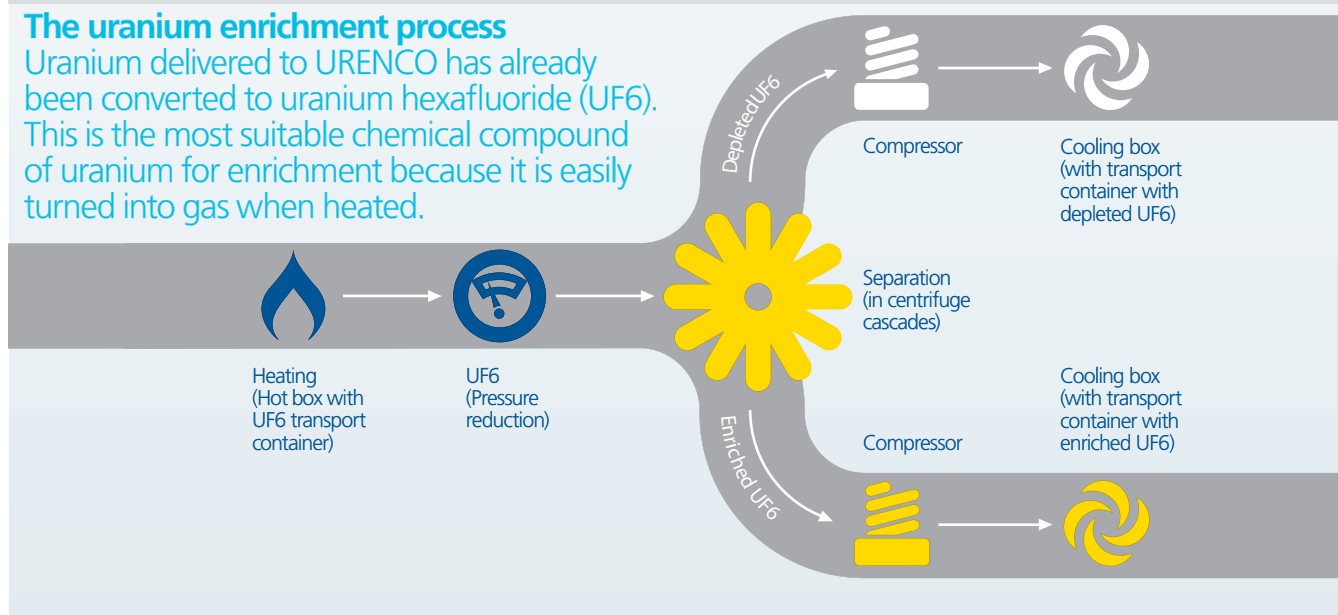 The uranium enrichment process
Uranium delivered to URENCO has already
been converted to uranium hexafluoride (UF6).
This is the most suitable chemical compound
of uranium for enrichment because it is easily
turned into gas when heated.
Depleted UF6
Compressor
Cooling box
(with transport
container with
depleted UF6)
Separation
(in centrifuge
cascades)
Heating
(Hot box with
UF6 transport
container)
UF6
(Pressure
reduction)
Enriched UF6
Compressor
Cooling box
(with transport
container with
enriched UF6)